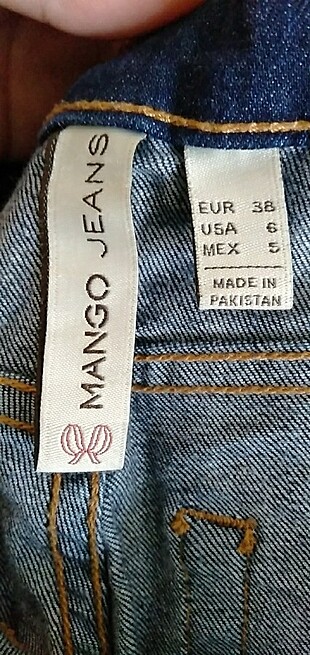 MANGO JEANS
EUR 38
USA 6
MEX 5
MADE IN
PAKISTAN